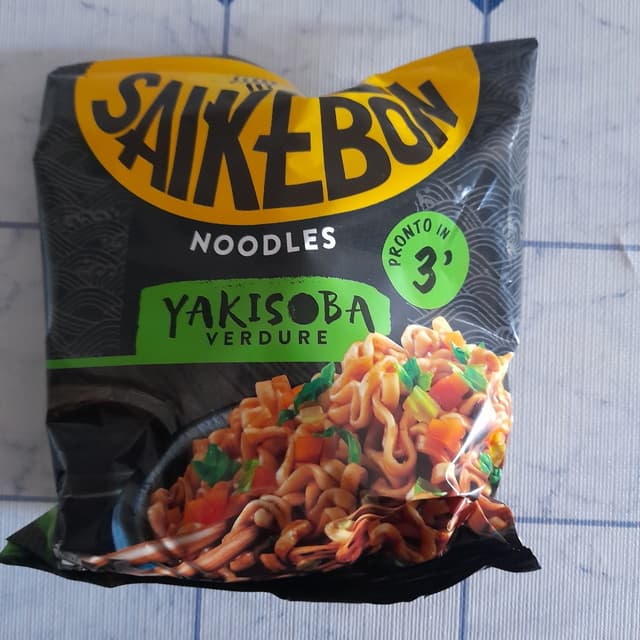 SAIKEBON
NOODLES
PRONTO IN
3'
YAKISOBA
VERDURE